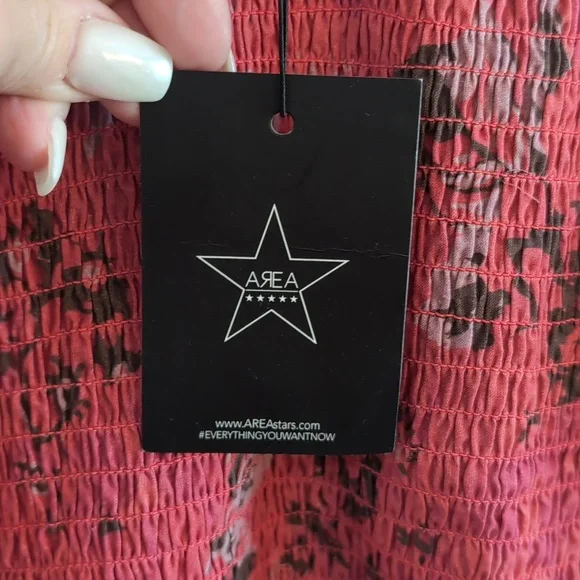 AЯEA
★★★★★
www.AREAstars.com
#EVERYTHINGYOUWANTNOW